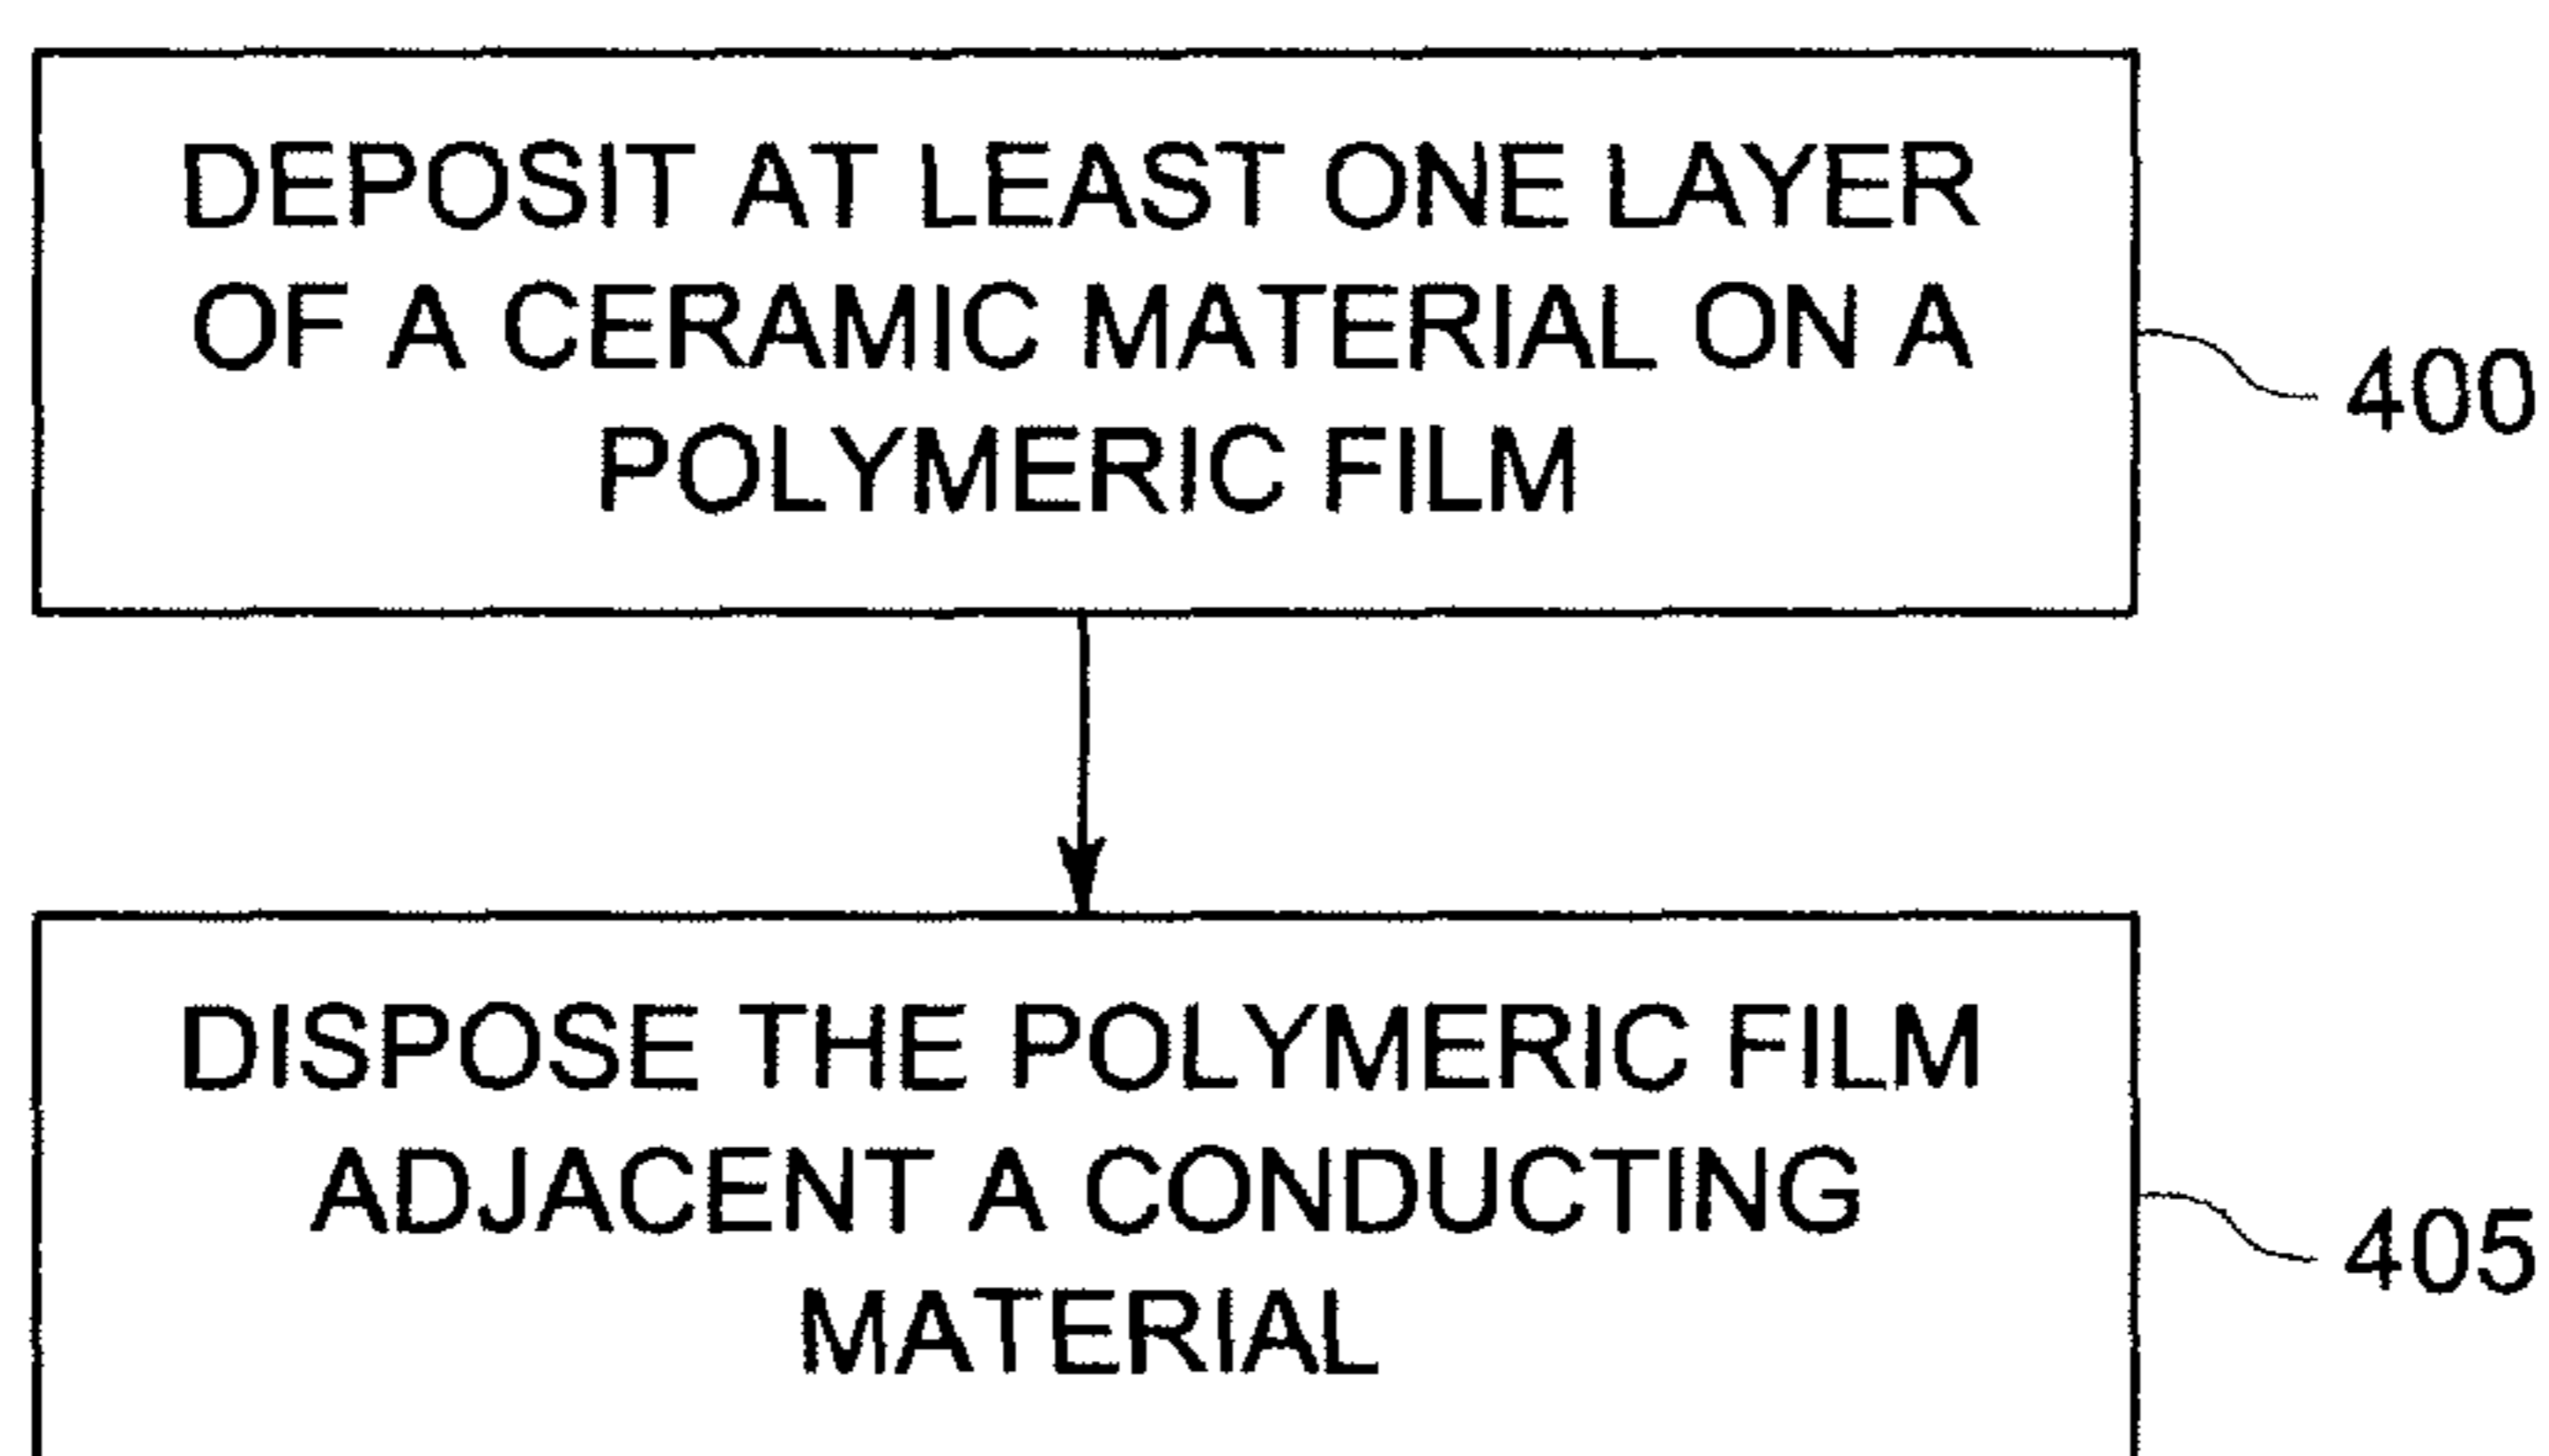 DEPOSIT AT LEAST ONE LAYER
OF A CERAMIC MATERIAL ON A
POLYMERIC FILM
400
DISPOSE THE POLYMERIC FILM
ADJACENT A CONDUCTING
MATERIAL
405